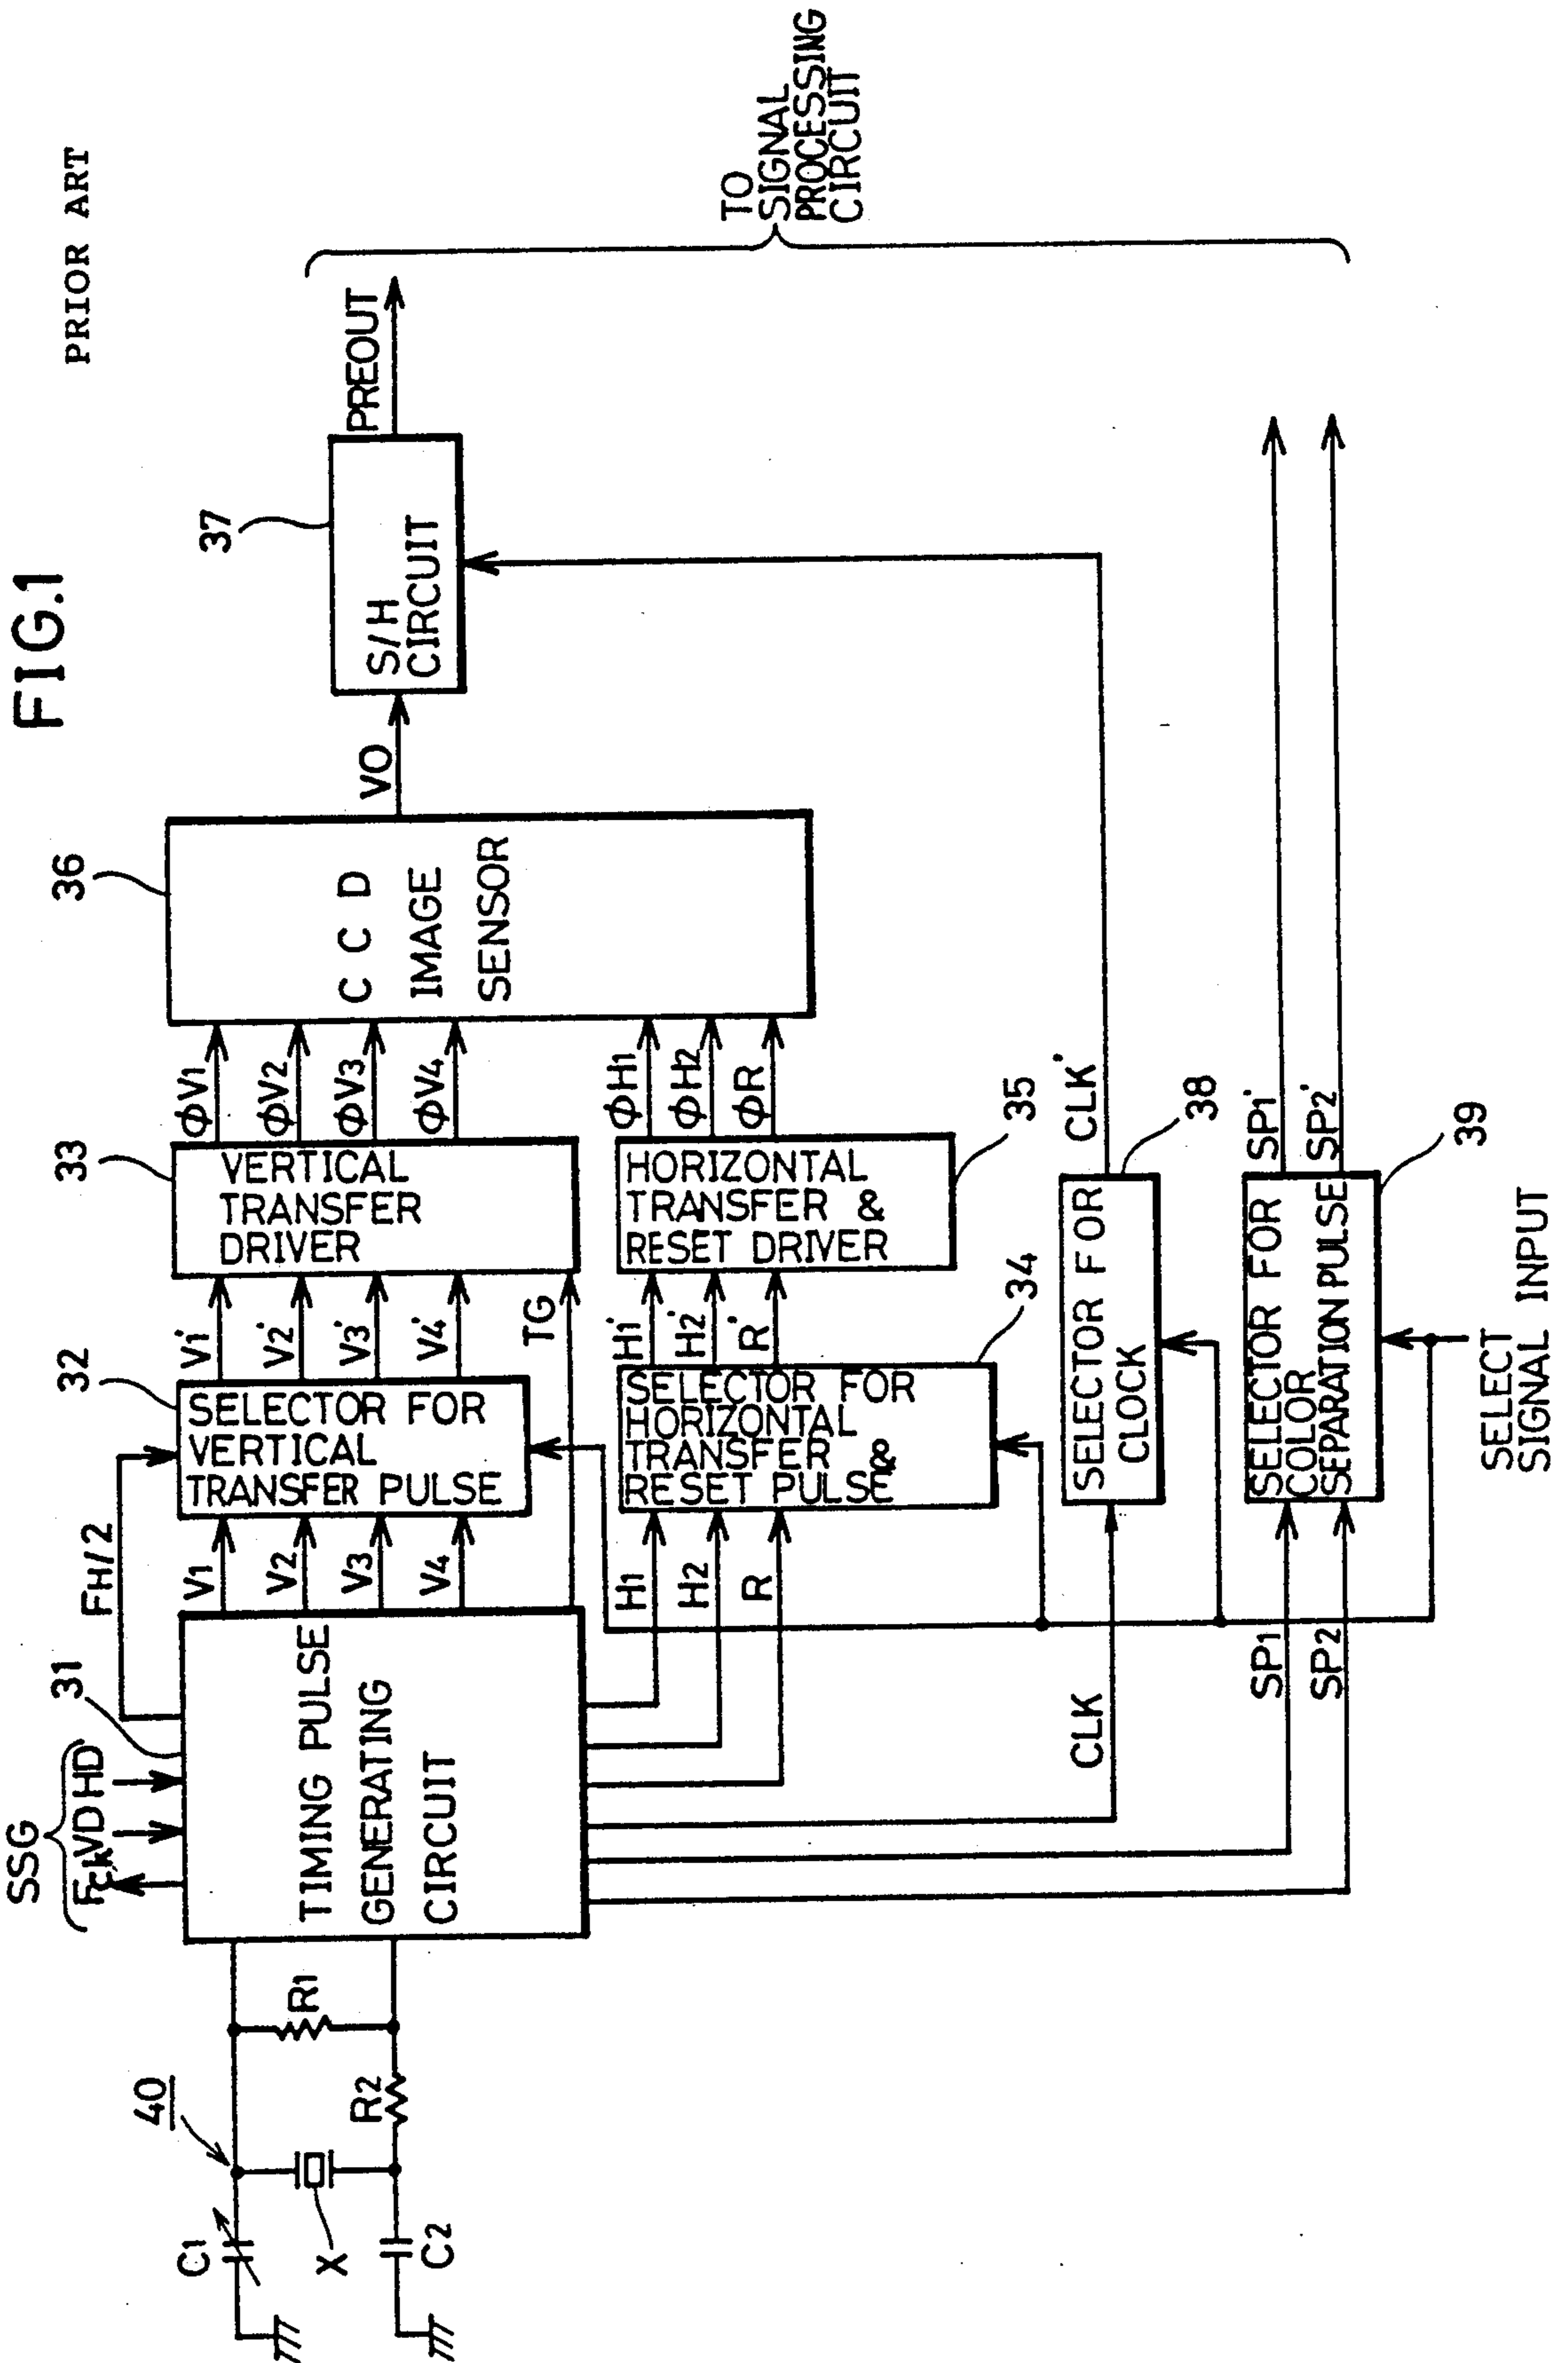 FIG.1
PRIOR ART
SSG
Fck VD HD
31
FH/2
32
33
36
37
40
C1
X
C2
R1
R2
TIMING PULSE
GENERATING
CIRCUIT
V1
V2
V3
V4
SELECTOR FOR
VERTICAL
TRANSFER PULSE
V1'
V2'
V3'
V4'
TG
VERTICAL
TRANSFER
DRIVER
ΦV1
ΦV2
ΦV3
ΦV4
C C D
IMAGE
SENSOR
VO
S/H
CIRCUIT
PREOUT
TO
SIGNAL
PROCESSING
CIRCUIT
H1
H2
R
SELECTOR FOR
HORIZONTAL
TRANSFER &
RESET PULSE
34
H1'
H2'
R'
HORIZONTAL
TRANSFER &
RESET DRIVER
35
ΦH1
ΦH2
ΦR
CLK
SELECTOR FOR
CLOCK
38
CLK'
SP1
SP2
SELECTOR FOR
COLOR
SEPARATION PULSE
39
SP1'
SP2'
SELECT
SIGNAL INPUT